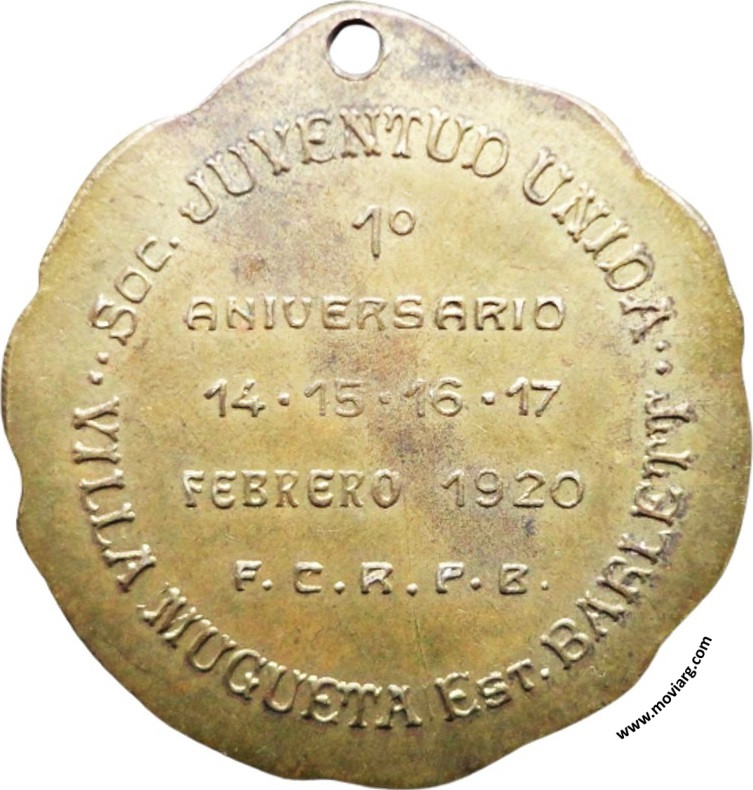 Soc. JUVENTUD UNIDA
1º
ANIVERSARIO
14·15·16·17
FEBRERO 1920
F.C.R.P.B.
VILLA MUGUETA EST. BARLETT
www.moviarg.com